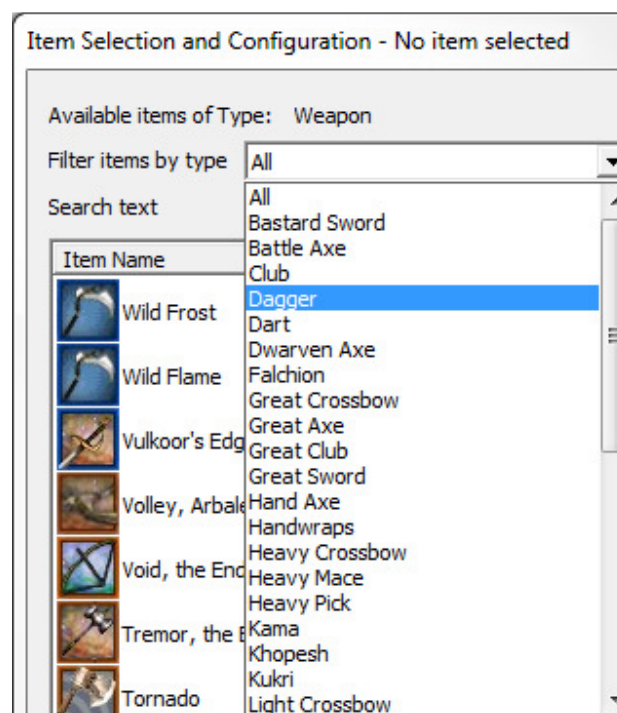 Item Selection and Configuration - No item selected
Available items of Type: Weapon
Filter items by type All
Search text
Item Name
Wild Frost
Wild Flame
Vulkoor's Edg
Volley, Arbale
Void, the End
Tremor, the
Tornado
All
Bastard Sword
Battle Axe
Club
Dagger
Dart
Dwarven Axe
Falchion
Great Crossbow
Great Axe
Great Club
Great Sword
Hand Axe
Handwraps
Heavy Crossbow
Heavy Mace
Heavy Pick
Kama
Khopesh
Kukri
Light Crossbow